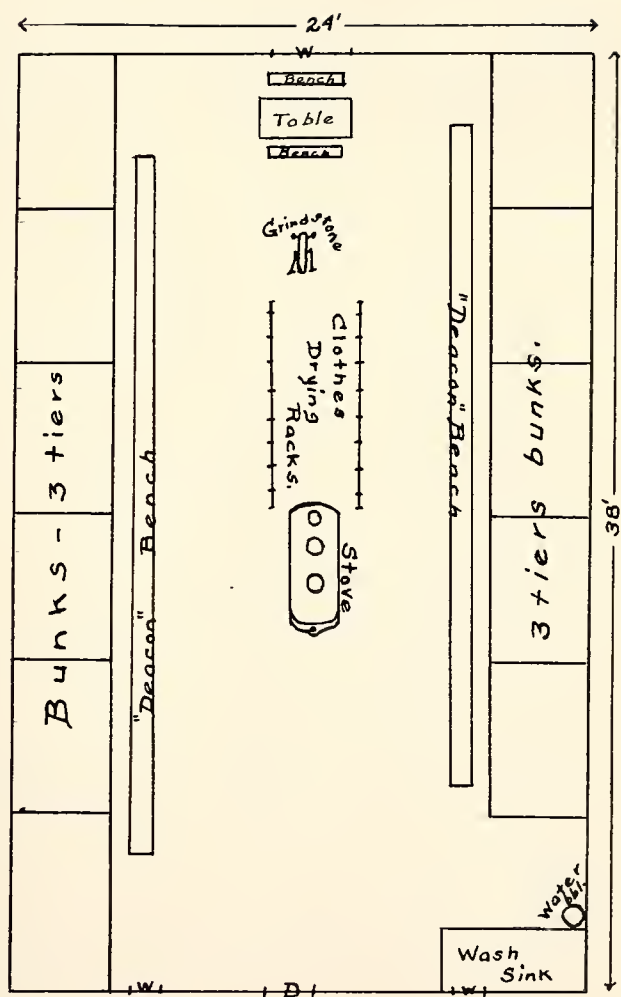 24'
W
Bench
Table
Bench
Grindstone
Clothes
Drying
Racks.
Stove
Bunks - 3 tiers
"Deacon" Bench
"Deacon" Bench
3 tiers bunks.
38'
Water
bbl.
Wash
Sink
W
D
W